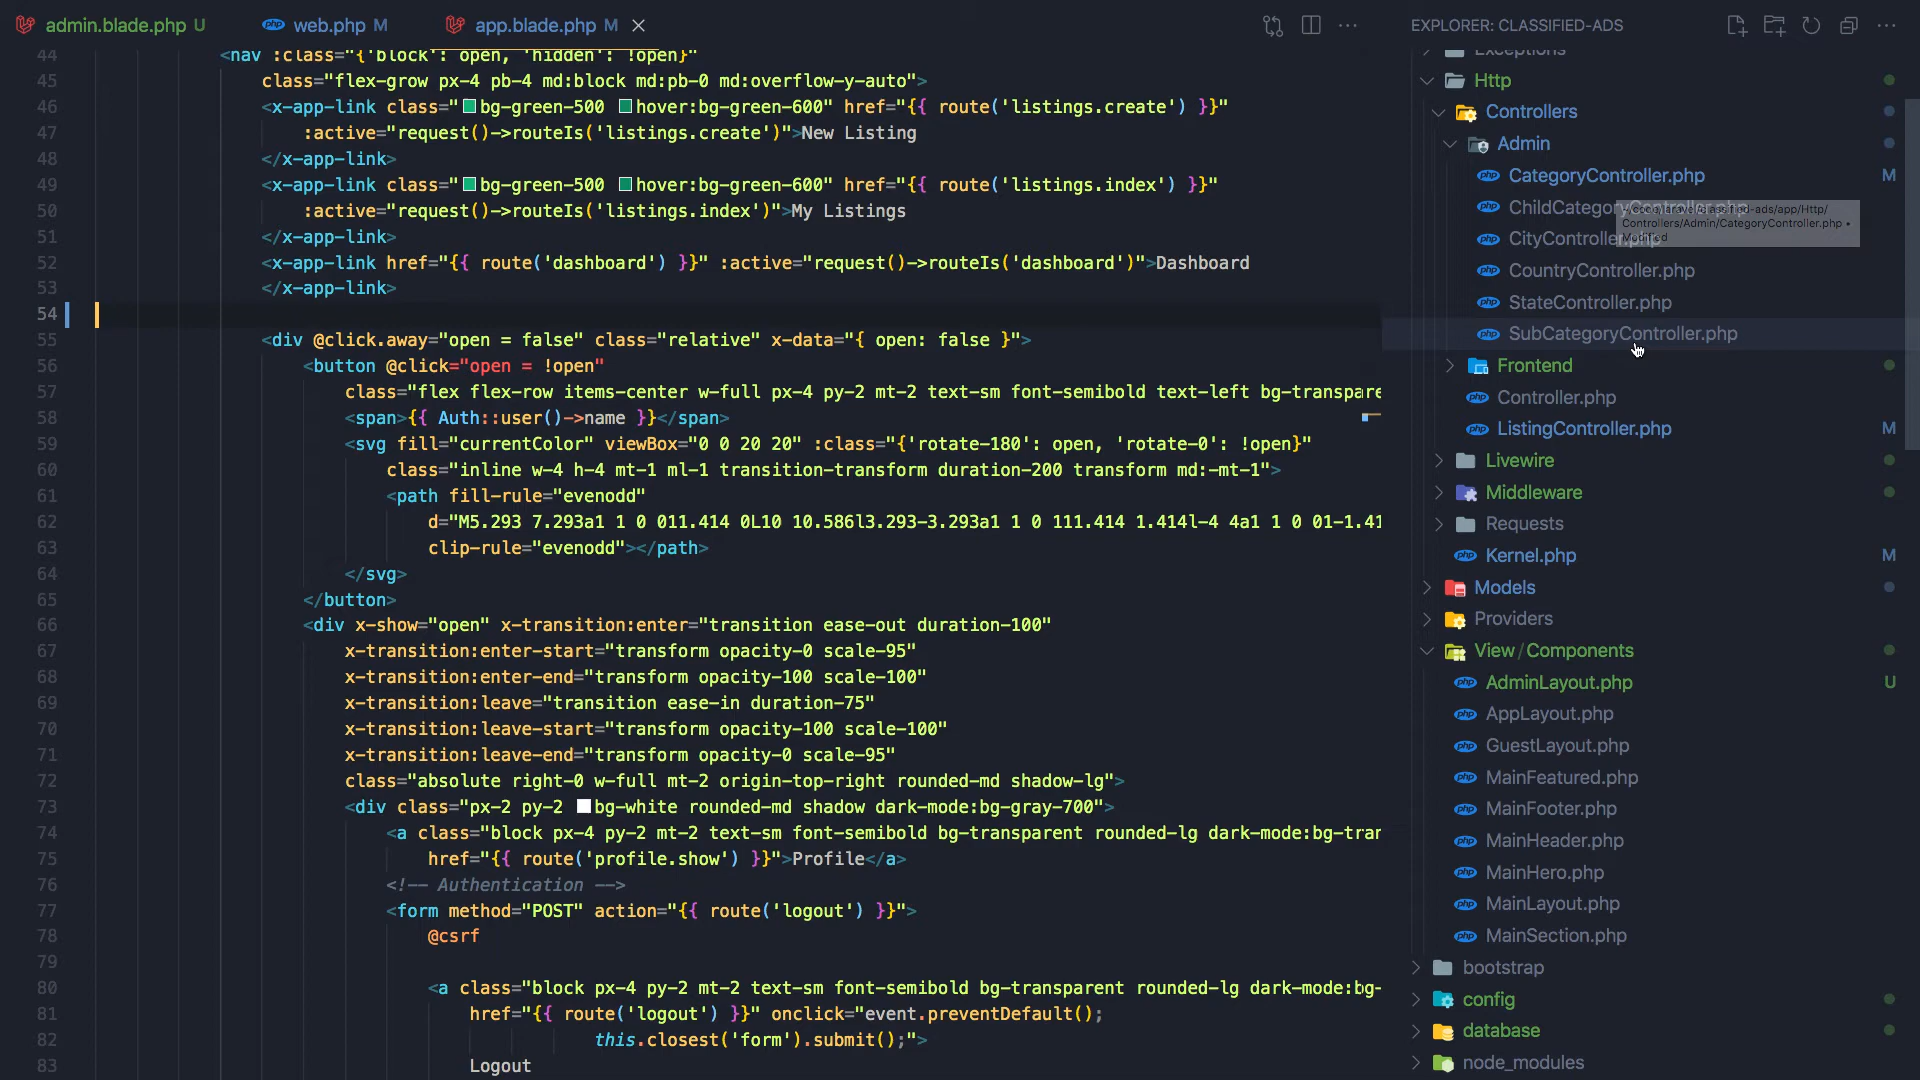 admin.blade.php U
web.php M
app.blade.php M
44 <nav :class="{'block': open, 'hidden': !open}"
45 class="flex-grow px-4 pb-4 md:block md:pb-0 md:overflow-y-auto">
46 <x-app-link class="bg-green-500 hover:bg-green-600" href="{{ route('listings.create') }}"
47 :active="request()->routeIs('listings.create')">New Listing
48 </x-app-link>
49 <x-app-link class="bg-green-500 hover:bg-green-600" href="{{ route('listings.index') }}"
50 :active="request()->routeIs('listings.index')">My Listings
51 </x-app-link>
52 <x-app-link href="{{ route('dashboard') }}" :active="request()->routeIs('dashboard')">Dashboard
53 </x-app-link>
54
55 <div @click.away="open = false" class="relative" x-data="{ open: false }">
56 <button @click="open = !open"
57 class="flex flex-row items-center w-full px-4 py-2 mt-2 text-sm font-semibold text-left bg-transpare
58 <span>{{ Auth::user()->name }}</span>
59 <svg fill="currentColor" viewBox="0 0 20 20" :class="{'rotate-180': open, 'rotate-0': !open}"
60 class="inline w-4 h-4 mt-1 ml-1 transition-transform duration-200 transform md:-mt-1">
61 <path fill-rule="evenodd"
62 d="M5.293 7.293a1 1 0 011.414 0L10 10.586l3.293-3.293a1 1 0 111.414 1.414l-4 4a1 1 0 01-1.41
63 clip-rule="evenodd"></path>
64 </svg>
65 </button>
66 <div x-show="open" x-transition:enter="transition ease-out duration-100"
67 x-transition:enter-start="transform opacity-0 scale-95"
68 x-transition:enter-end="transform opacity-100 scale-100"
69 x-transition:leave="transition ease-in duration-75"
70 x-transition:leave-start="transform opacity-100 scale-100"
71 x-transition:leave-end="transform opacity-0 scale-95"
72 class="absolute right-0 w-full mt-2 origin-top-right rounded-md shadow-lg">
73 <div class="px-2 py-2 bg-white rounded-md shadow dark-mode:bg-gray-700">
74 <a class="block px-4 py-2 mt-2 text-sm font-semibold bg-transparent rounded-lg dark-mode:bg-tran
75 href="{{ route('profile.show') }}">Profile</a>
76 <!-- Authentication -->
77 <form method="POST" action="{{ route('logout') }}">
78 @csrf
79
80 <a class="block px-4 py-2 mt-2 text-sm font-semibold bg-transparent rounded-lg dark-mode:bg-
81 href="{{ route('logout') }}" onclick="event.preventDefault();
82 this.closest('form').submit();">
83 Logout
EXPLORER: CLASSIFIED-ADS
Exceptions
Http
Controllers
Admin
CategoryController.php M
ChildCategoryController.php
CityController.php
CountryController.php
StateController.php
SubCategoryController.php
Frontend
Controller.php
ListingController.php M
Livewire
Middleware
Requests
Kernel.php M
Models
Providers
View/Components
AdminLayout.php U
AppLayout.php
GuestLayout.php
MainFeatured.php
MainFooter.php
MainHeader.php
MainHero.php
MainLayout.php
MainSection.php
bootstrap
config
database
node_modules
Controllers/Admin/CategoryController.php •
Modified